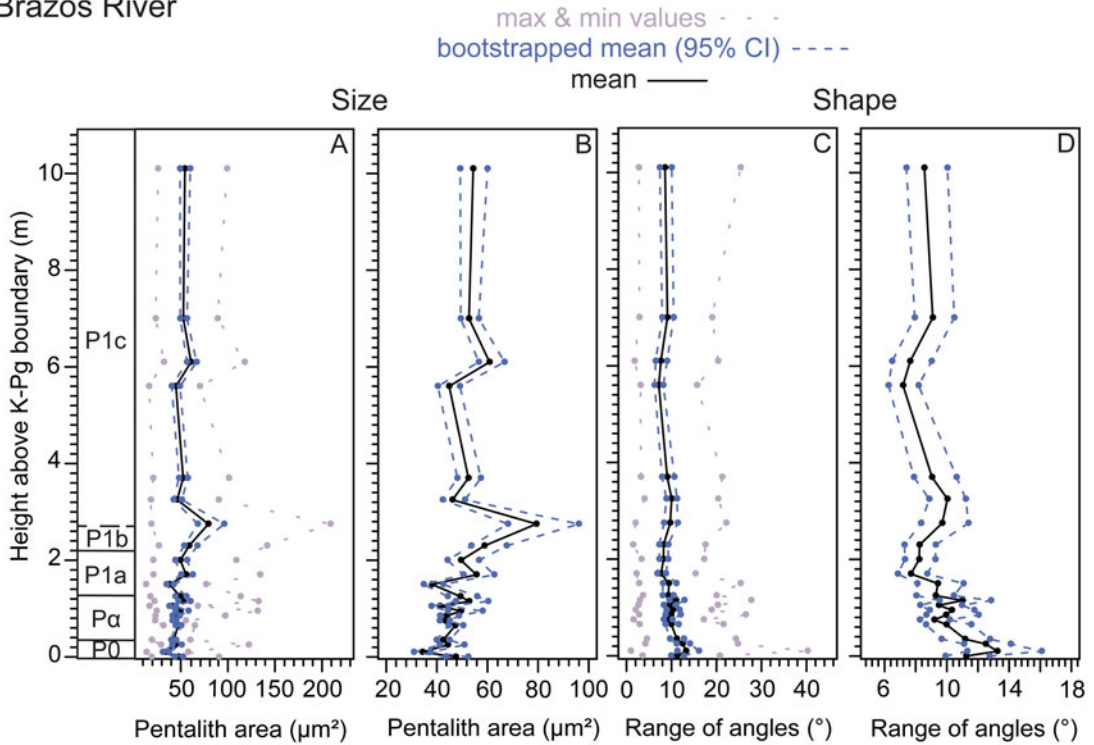 Brazos River
max & min values
bootstrapped mean (95% CI)
mean
Size
Shape
A
B
C
D
Height above K-Pg boundary (m)
10
8
6
4
2
0
P1c
P1b
P1a
Pα
P0
50 100 150 200
20 40 60 80 100
0 10 20 30 40
6 10 14 18
Pentalith area (µm²)
Pentalith area (µm²)
Range of angles (°)
Range of angles (°)